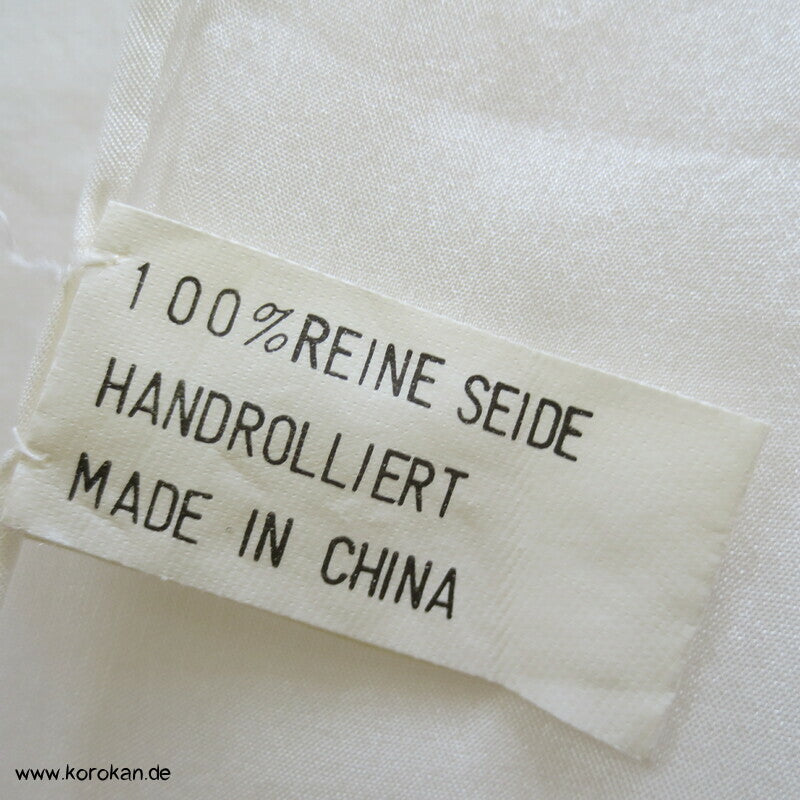 100%REINE SEIDE
HANDROLLIERT
MADE IN CHINA
www.korokan.de